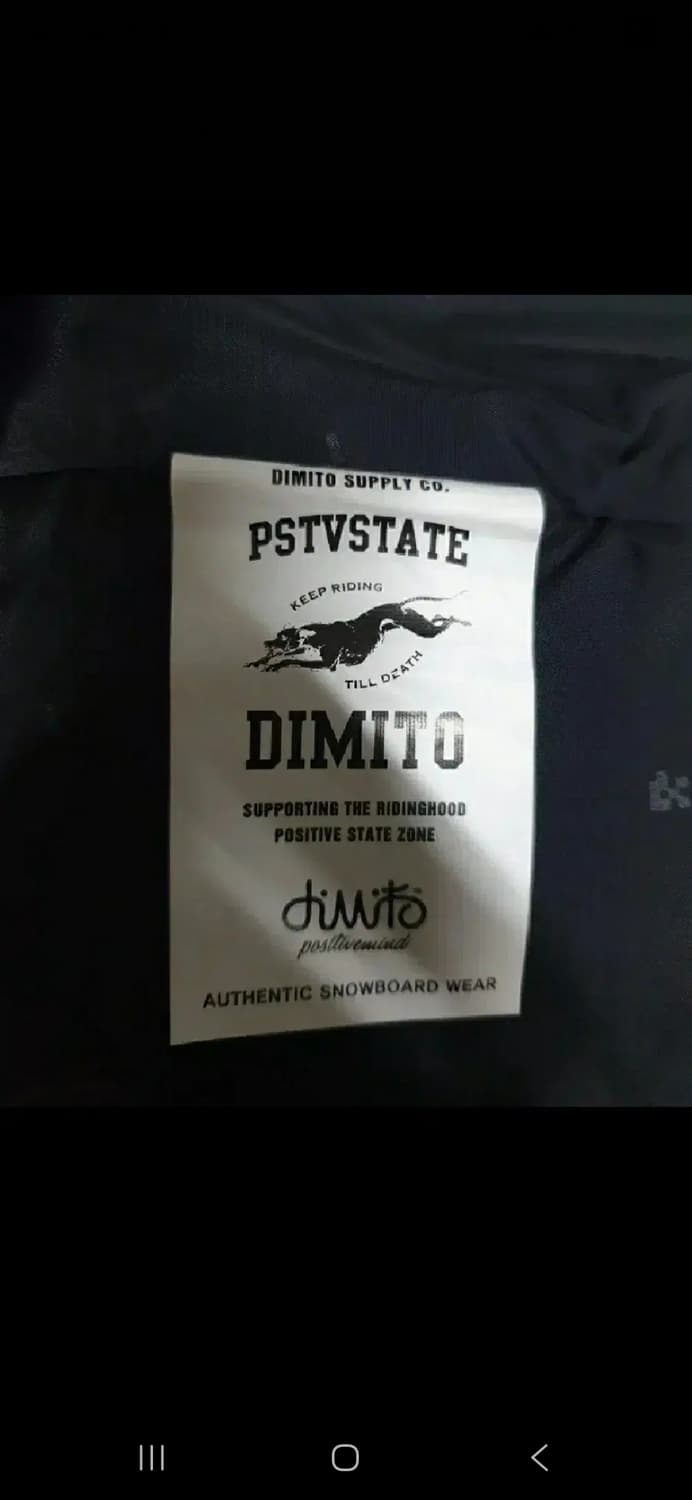 DIMITO SUPPLY CO.
PSTVSTATE
KEEP RIDING
TILL DEATH
DIMITO
SUPPORTING THE RIDINGHOOD
POSITIVE STATE ZONE
dimito
positivemind
AUTHENTIC SNOWBOARD WEAR